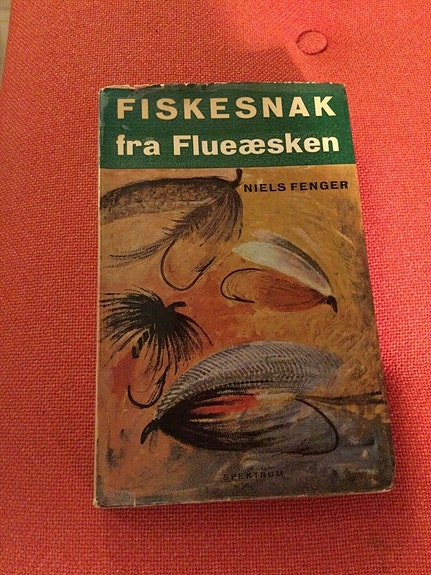 FISKESNAK
fra Flueæsken
NIELS FENGER
SPEKTRUM